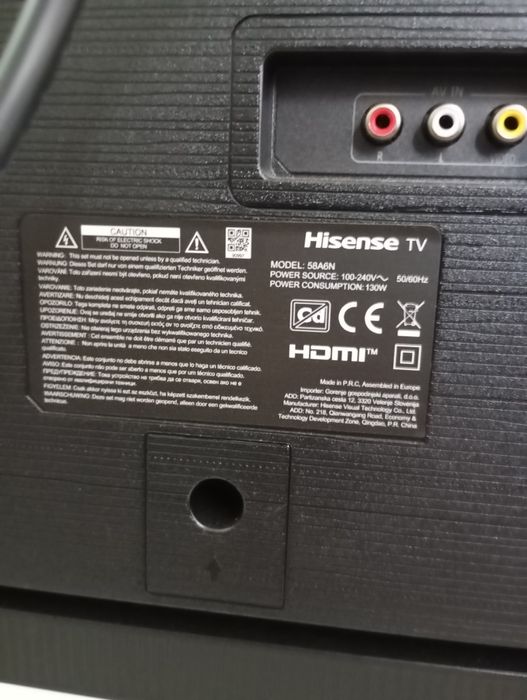 AV IN
R L
CAUTION
RISK OF ELECTRIC SHOCK
DO NOT OPEN
Hisense TV
MODEL: 58A6N
POWER SOURCE: 100-240V~ 50/60Hz
POWER CONSUMPTION: 130W
HDMI™
Made in P.R.C, Assembled in Europe
Importer: Gorenje gospodinjski aparati, d.o.o.
ADD: Partizanska cesta 12, 3320 Velenje Slovenija
Manufacturer: Hisense Visual Technology Co., Ltd.
ADD: No. 218, Qianwangang Road, Economy &
Technology Development Zone, Qingdao, P.R. China
WARNING: This set must not be opened unless by a qualified technician.
WARNUNG: Dieses Set darf nur von einem qualifizierten Techniker geöffnet werden.
VAROVÁNÍ: Toto zařízení nesmí být otevřeno, pokud není otevřeno kvalifikovanými
techniky.
VAROVANIE: Toto zariadenie neotvárajte, pokiaľ nemáte kvalifikovaného technika.
AVERTIZARE: Nu deschideți acest echipament decât dacă aveți un tehnician calificat.
OPOZORILO: Tega kompleta ne smite odpirati, odpreti ga sme samo usposobljen tehnik.
UPOZORENJE: Ovaj se uređaj ne smije otvoriti ako ga nije otvorio kvalificirani tehničar.
ΠΡΟΕΙΔΟΠΟΙΗΣΗ: Μην ανοίξετε τη συσκευή εκτός εάν το ανοίξει από εξειδικευμένο τεχνικό.
OSTRZEŻENIE: Nie otwieraj tego urządzenia bez wykwalifikowanego technika.
AVERTISSEMENT: Cet ensemble ne doit être démonté que par un technicien qualifié.
ATTENZIONE: Non aprire la unità a meno che non sia stato eseguito da un tecnico
qualificato.
ADVERTENCIA: Este conjunto no debe abrirse a menos que lo haga un técnico calificado.
AVISO: Este conjunto não pode ser aberto a menos que por um técnico qualificado.
ПРЕДУПРЕЖДЕНИЕ: Това устройство не трябва да се отваря, освен ако не е
отворено от квалифициран техник.
FIGYELEM: Csak akkor nyissa ki ezt az eszközt, ha képzett szakemberrel rendelkezik.
WAARSCHUWING: Deze set mag niet worden geopend, alleen door een gekwalificeerde
technicus.